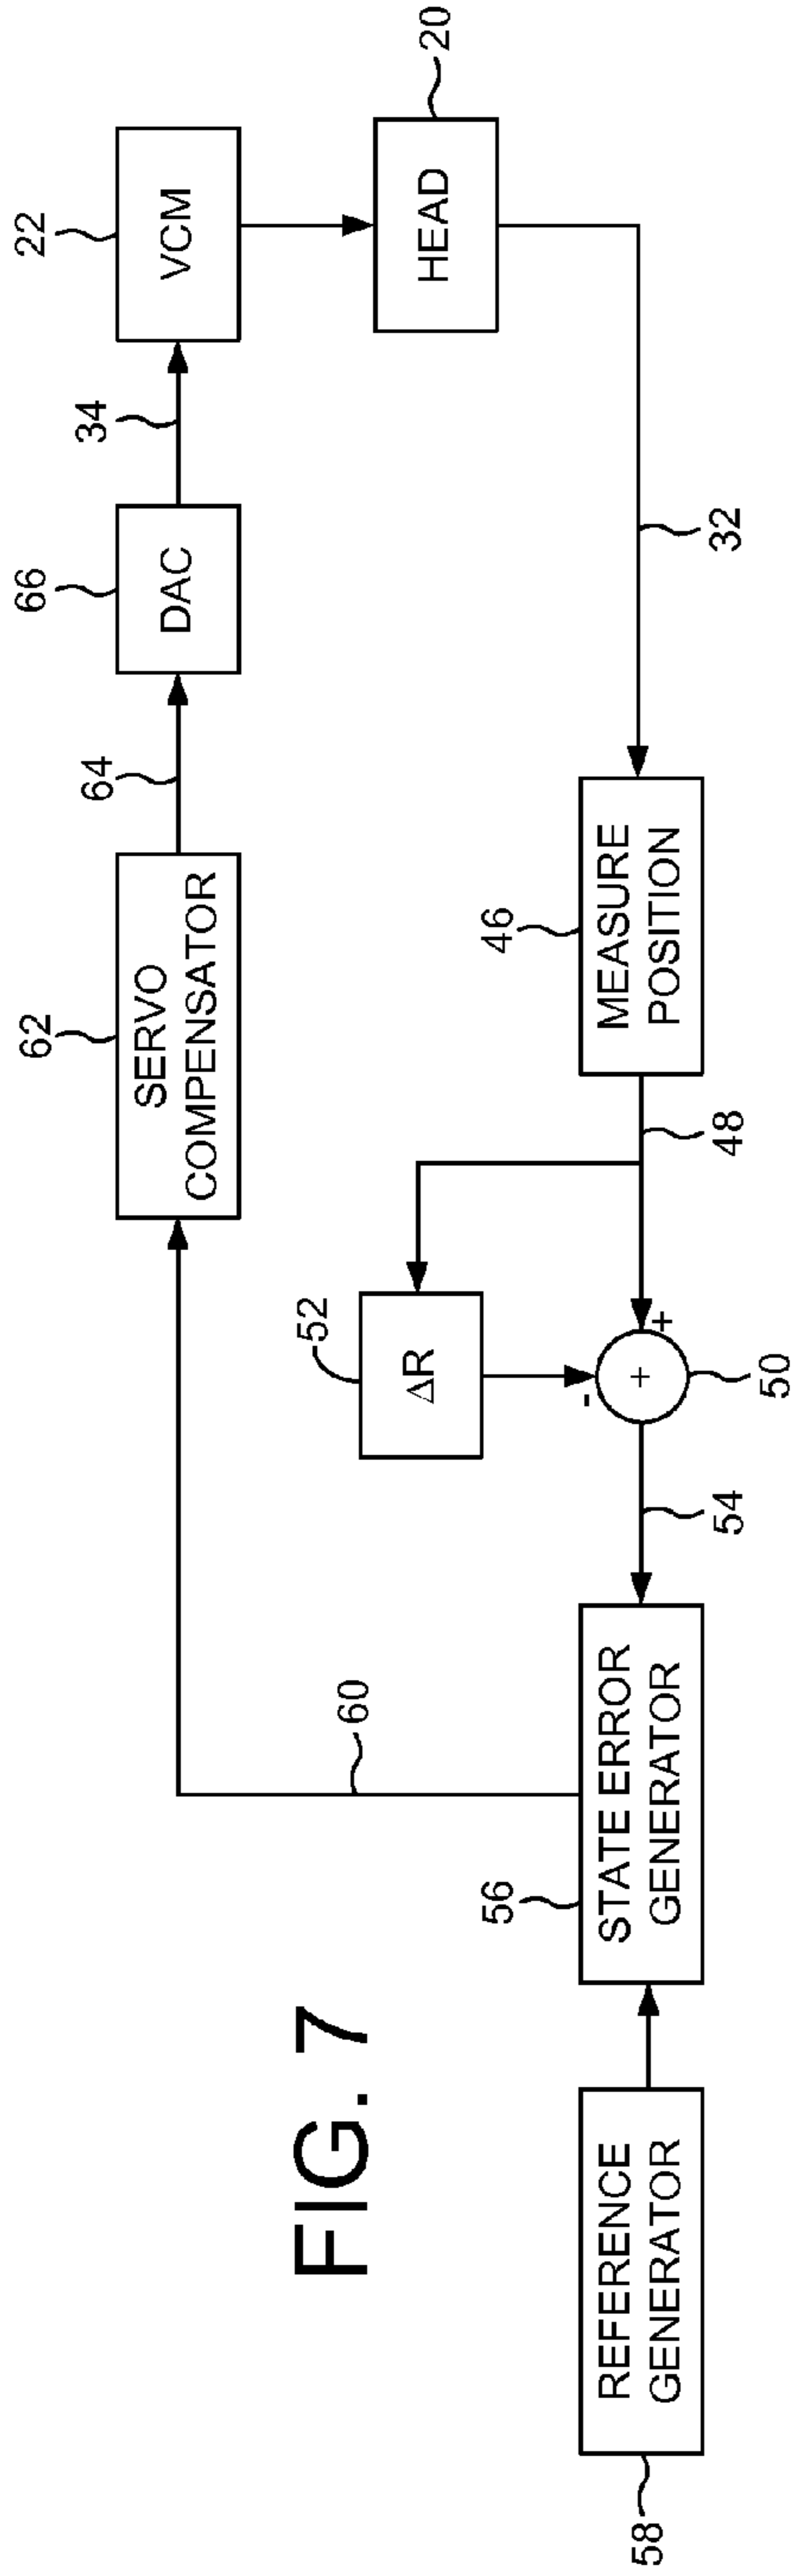 FIG. 7
22
VCM
34
66
DAC
64
62
SERVO
COMPENSATOR
60
20
HEAD
32
46
MEASURE
POSITION
48
52
ΔR
-
+
+
50
54
56
STATE ERROR
GENERATOR
REFERENCE
GENERATOR
58